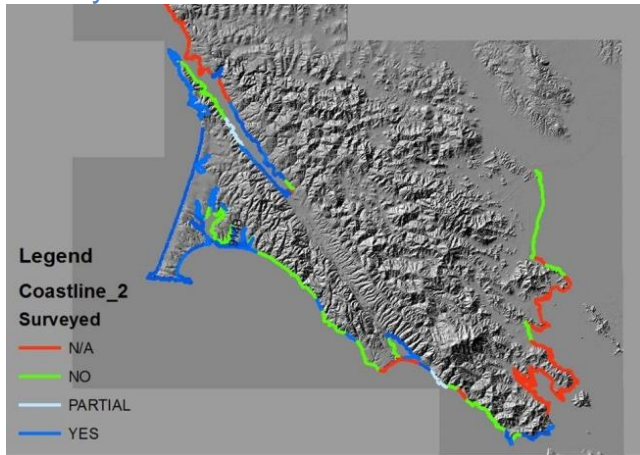 Legend
Coastline_2
Surveyed
N/A
NO
PARTIAL
YES